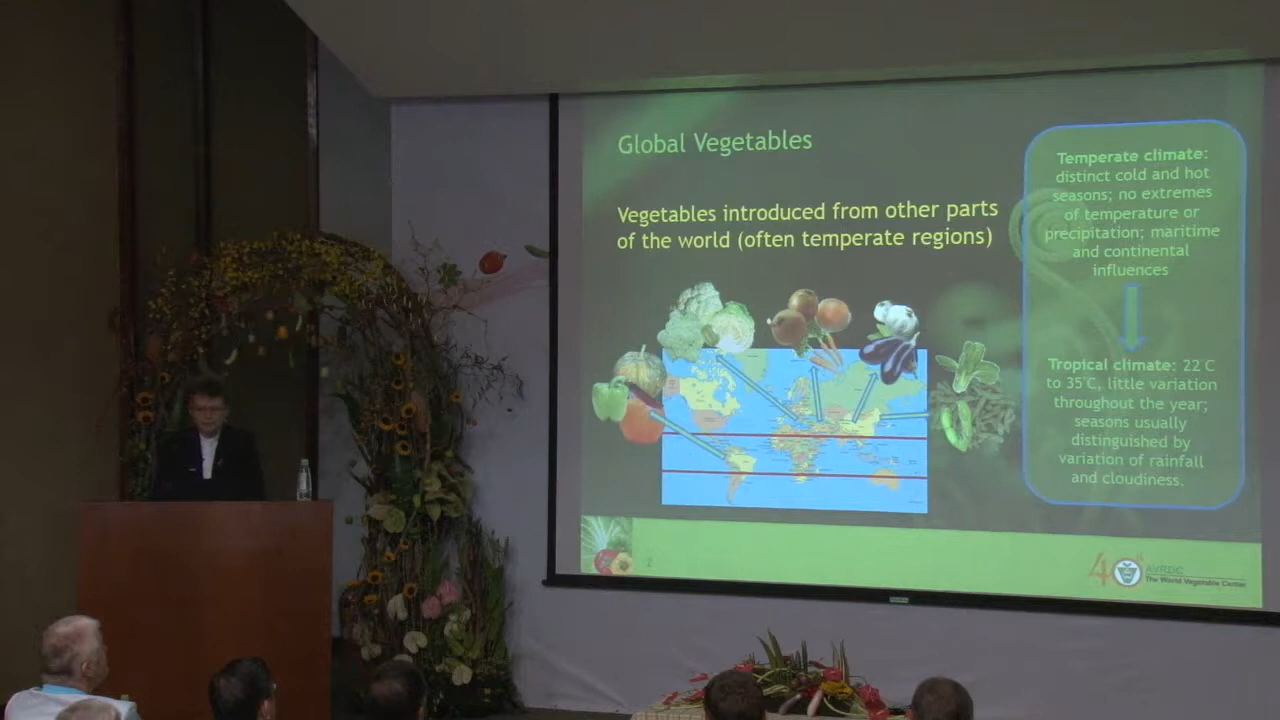 Global Vegetables
Vegetables introduced from other parts
of the world (often temperate regions)
Temperate climate:
distinct cold and hot
seasons; no extremes
of temperature or
precipitation; maritime
and continental
influences
Tropical climate: 22°C
to 35°C, little variation
throughout the year;
seasons usually
distinguished by
variation of rainfall
and cloudiness.
2
40
AVRDC
The World Vegetable Center